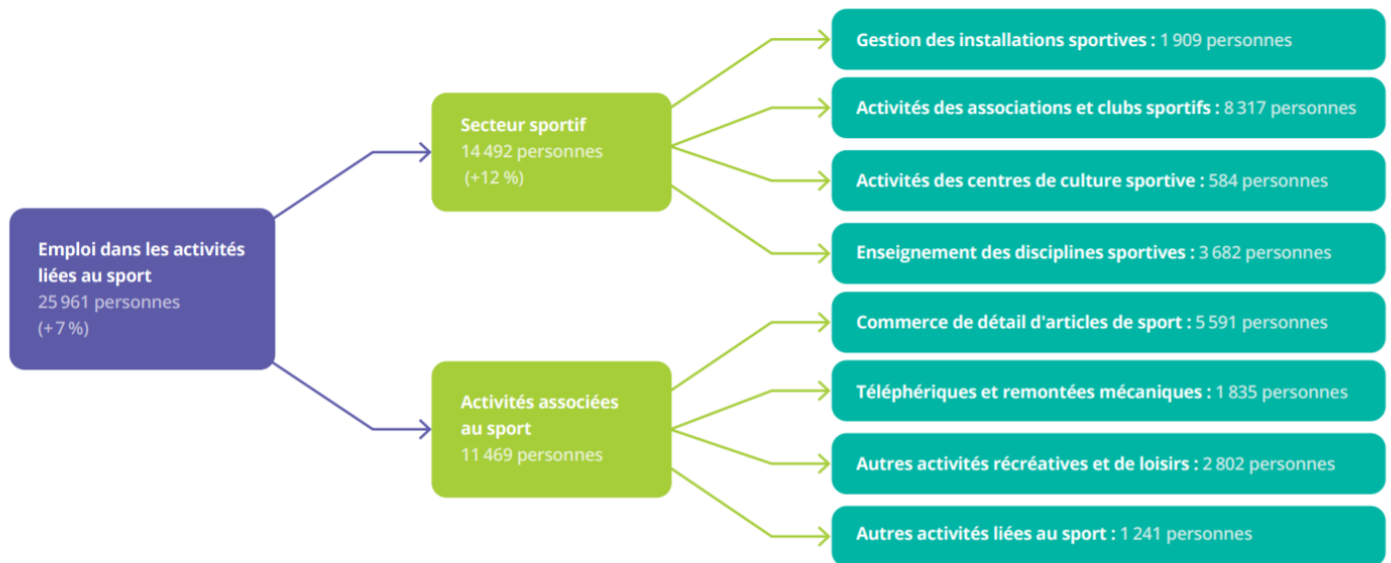 Emploi dans les activités
liées au sport
25 961 personnes
(+ 7 %)
Secteur sportif
14 492 personnes
(+12 %)
Activités associées
au sport
11 469 personnes
Gestion des installations sportives : 1 909 personnes
Activités des associations et clubs sportifs : 8 317 personnes
Activités des centres de culture sportive : 584 personnes
Enseignement des disciplines sportives : 3 682 personnes
Commerce de détail d'articles de sport : 5 591 personnes
Téléphériques et remontées mécaniques : 1 835 personnes
Autres activités récréatives et de loisirs : 2 802 personnes
Autres activités liées au sport : 1 241 personnes